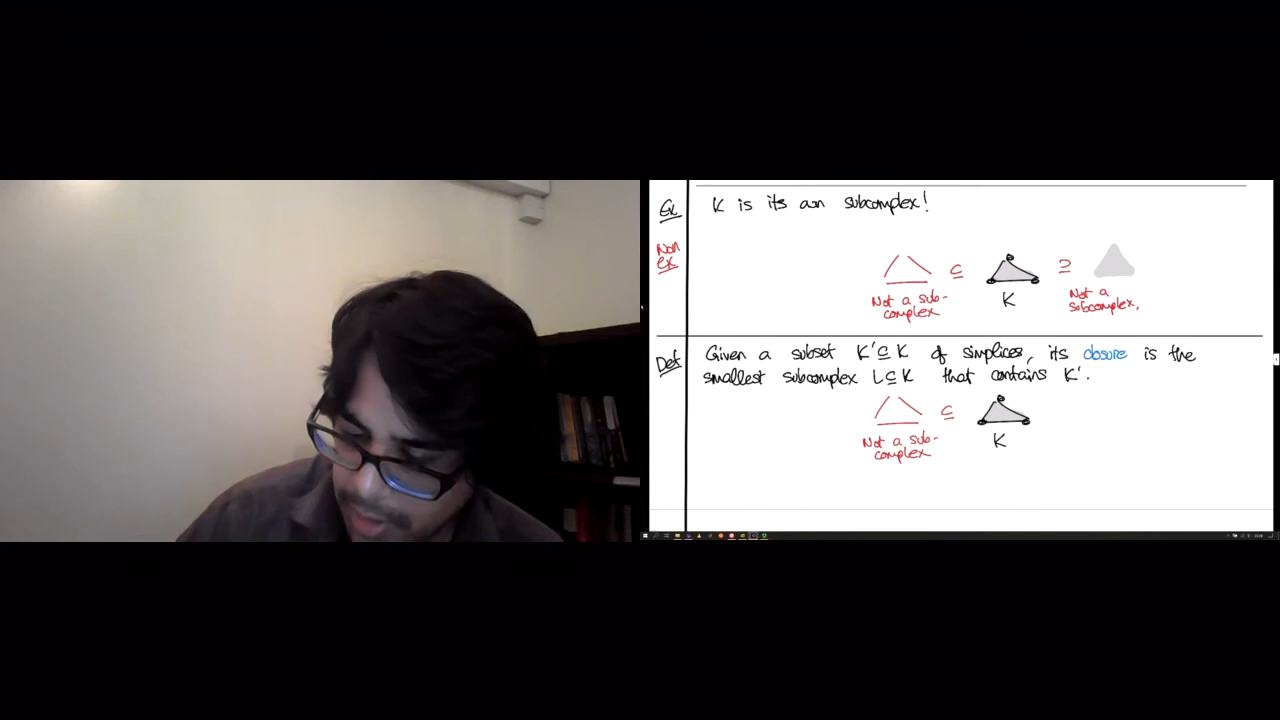 Ex K is its own subcomplex!
Non
ex
⊆ ⊇
Not a sub-
complex
K
Not a
subcomplex.
Def Given a subset K'⊆K of simplices, its closure is the
smallest subcomplex L⊆K that contains K'.
⊆
Not a sub-
complex
K